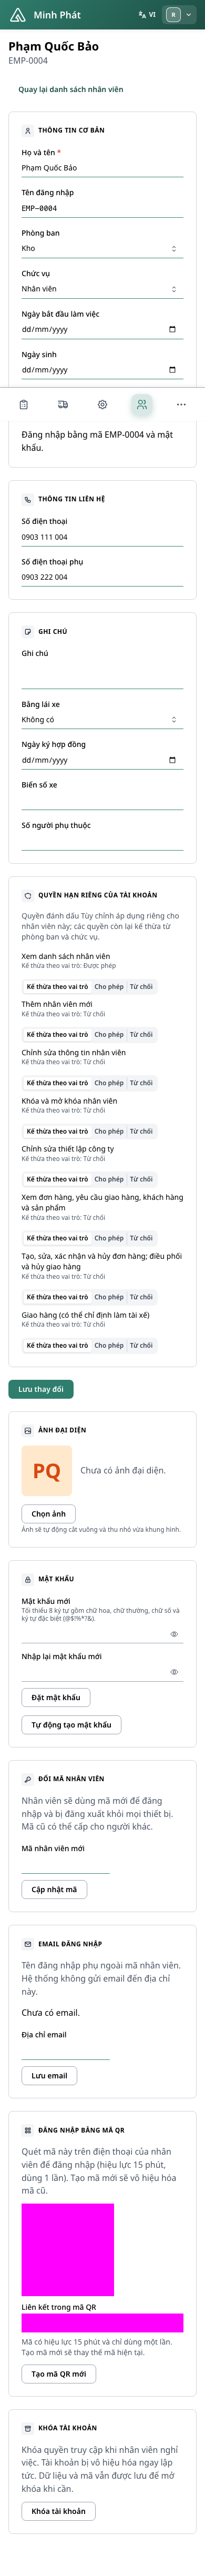 Minh Phát
VI
R
Phạm Quốc Bảo
EMP-0004
Quay lại danh sách nhân viên
THÔNG TIN CƠ BẢN
Họ và tên *
Phạm Quốc Bảo
Tên đăng nhập
EMP-0004
Phòng ban
Kho
Chức vụ
Nhân viên
Ngày bắt đầu làm việc
dd/mm/yyyy
Ngày sinh
dd/mm/yyyy
Đăng nhập bằng mã EMP-0004 và mật
khẩu.
THÔNG TIN LIÊN HỆ
Số điện thoại
0903 111 004
Số điện thoại phụ
0903 222 004
GHI CHÚ
Ghi chú
Bằng lái xe
Không có
Ngày ký hợp đồng
dd/mm/yyyy
Biển số xe
Số người phụ thuộc
QUYỀN HẠN RIÊNG CỦA TÀI KHOẢN
Quyền đánh dấu Tùy chỉnh áp dụng riêng cho
nhân viên này; các quyền còn lại kế thừa từ
phòng ban và chức vụ.
Xem danh sách nhân viên
Kế thừa theo vai trò: Được phép
Kế thừa theo vai trò Cho phép Từ chối
Thêm nhân viên mới
Kế thừa theo vai trò: Từ chối
Kế thừa theo vai trò Cho phép Từ chối
Chỉnh sửa thông tin nhân viên
Kế thừa theo vai trò: Từ chối
Kế thừa theo vai trò Cho phép Từ chối
Khóa và mở khóa nhân viên
Kế thừa theo vai trò: Từ chối
Kế thừa theo vai trò Cho phép Từ chối
Chỉnh sửa thiết lập công ty
Kế thừa theo vai trò: Từ chối
Kế thừa theo vai trò Cho phép Từ chối
Xem đơn hàng, yêu cầu giao hàng, khách hàng
và sản phẩm
Kế thừa theo vai trò: Từ chối
Kế thừa theo vai trò Cho phép Từ chối
Tạo, sửa, xác nhận và hủy đơn hàng; điều phối
và hủy giao hàng
Kế thừa theo vai trò: Từ chối
Kế thừa theo vai trò Cho phép Từ chối
Giao hàng (có thể chỉ định làm tài xế)
Kế thừa theo vai trò: Từ chối
Kế thừa theo vai trò Cho phép Từ chối
Lưu thay đổi
ẢNH ĐẠI DIỆN
PQ
Chưa có ảnh đại diện.
Chọn ảnh
Ảnh sẽ tự động cắt vuông và thu nhỏ vừa khung hình.
MẬT KHẨU
Mật khẩu mới
Tối thiểu 8 ký tự gồm chữ hoa, chữ thường, chữ số và
ký tự đặc biệt (@$!%*?&).
Nhập lại mật khẩu mới
Đặt mật khẩu
Tự động tạo mật khẩu
ĐỔI MÃ NHÂN VIÊN
Nhân viên sẽ dùng mã mới để đăng
nhập và bị đăng xuất khỏi mọi thiết bị.
Mã cũ có thể cấp cho người khác.
Mã nhân viên mới
Cập nhật mã
EMAIL ĐĂNG NHẬP
Tên đăng nhập phụ ngoài mã nhân viên.
Hệ thống không gửi email đến địa chỉ
này.
Chưa có email.
Địa chỉ email
Lưu email
ĐĂNG NHẬP BẰNG MÃ QR
Quét mã này trên điện thoại của nhân
viên để đăng nhập (hiệu lực 15 phút,
dùng 1 lần). Tạo mã mới sẽ vô hiệu hóa
mã cũ.
Liên kết trong mã QR
Mã có hiệu lực 15 phút và chỉ dùng một lần.
Tạo mã mới sẽ thay thế mã hiện tại.
Tạo mã QR mới
KHÓA TÀI KHOẢN
Khóa quyền truy cập khi nhân viên nghỉ
việc. Tài khoản bị vô hiệu hóa ngay lập
tức. Dữ liệu và mã vẫn được lưu để mở
khóa khi cần.
Khóa tài khoản